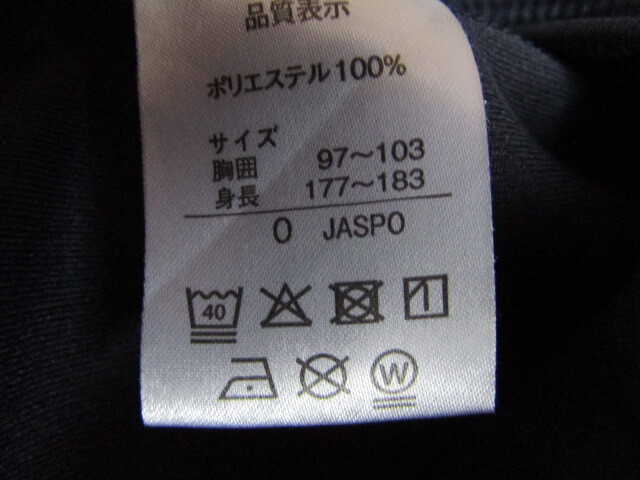 品質表示
ポリエステル100%
サイズ
胸囲 97～103
身長 177～183
O JASPO
40
W